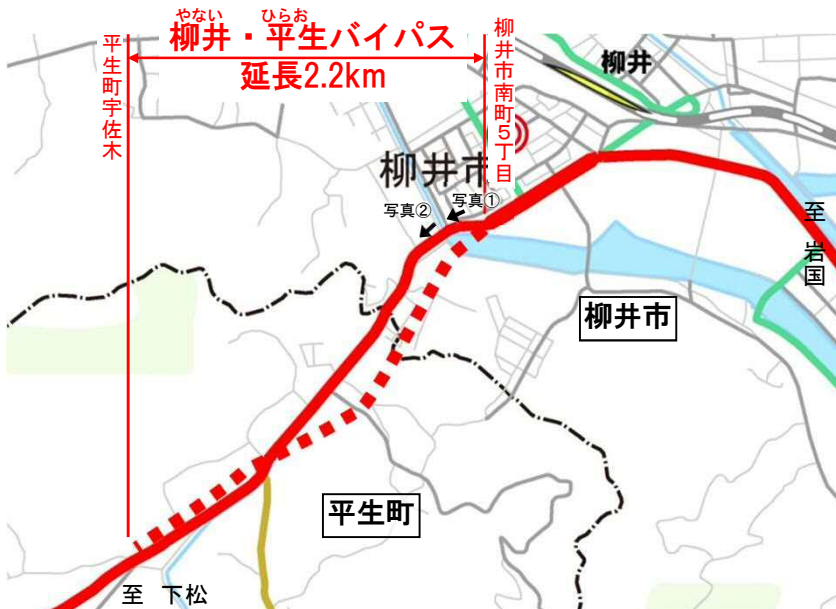 やない ひらお
柳井・平生バイパス
延長2.2km
平生町宇佐木
柳井市南町5丁目
柳井
柳井市
写真②
写真①
至 岩国
柳井市
平生町
至 下松